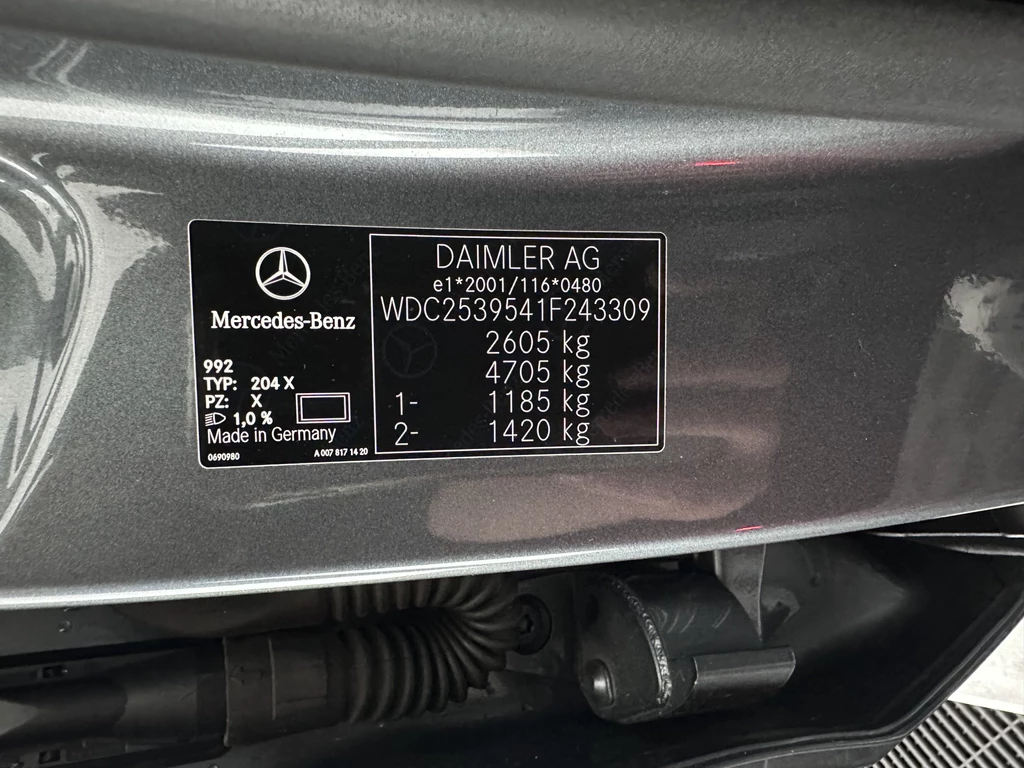 Mercedes-Benz
992
TYP: 204 X
PZ: X
1,0 %
Made in Germany
0690980
A 007 817 14 20
DAIMLER AG
e1*2001/116*0480
WDC2539541F243309
2605 kg
4705 kg
1- 1185 kg
2- 1420 kg